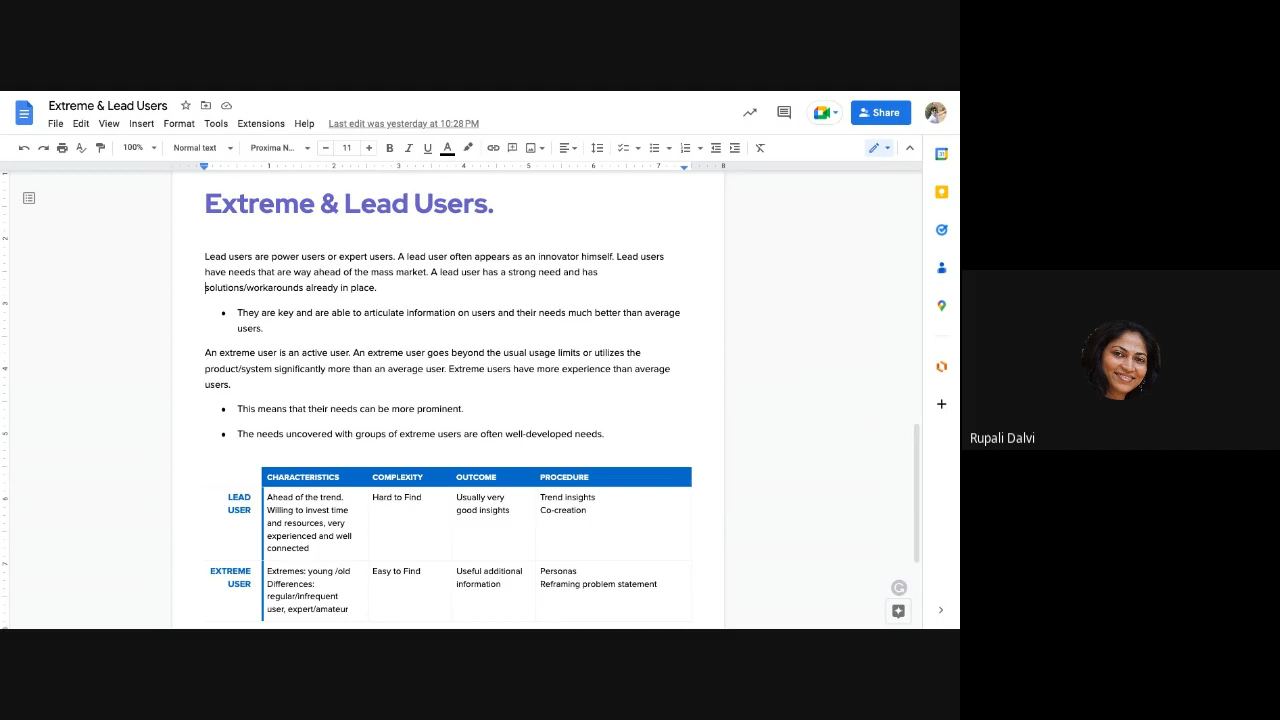 Extreme & Lead Users
File Edit View Insert Format Tools Extensions Help Last edit was yesterday at 10:28 PM
Share
100% Normal text Proxima N... 11 B I U A
1 2 3 4 5 6 7 8
Extreme & Lead Users.
Lead users are power users or expert users. A lead user often appears as an innovator himself. Lead users
have needs that are way ahead of the mass market. A lead user has a strong need and has
solutions/workarounds already in place.
They are key and are able to articulate information on users and their needs much better than average
users.
An extreme user is an active user. An extreme user goes beyond the usual usage limits or utilizes the
product/system significantly more than an average user. Extreme users have more experience than average
users.
This means that their needs can be more prominent.
The needs uncovered with groups of extreme users are often well-developed needs.
CHARACTERISTICS COMPLEXITY OUTCOME PROCEDURE
LEAD Ahead of the trend. Hard to Find Usually very Trend insights
USER Willing to invest time good insights Co-creation
and resources, very
experienced and well
connected
EXTREME Extremes: young /old Easy to Find Useful additional Personas
USER Differences: information Reframing problem statement
regular/infrequent
user, expert/amateur
Rupali Dalvi